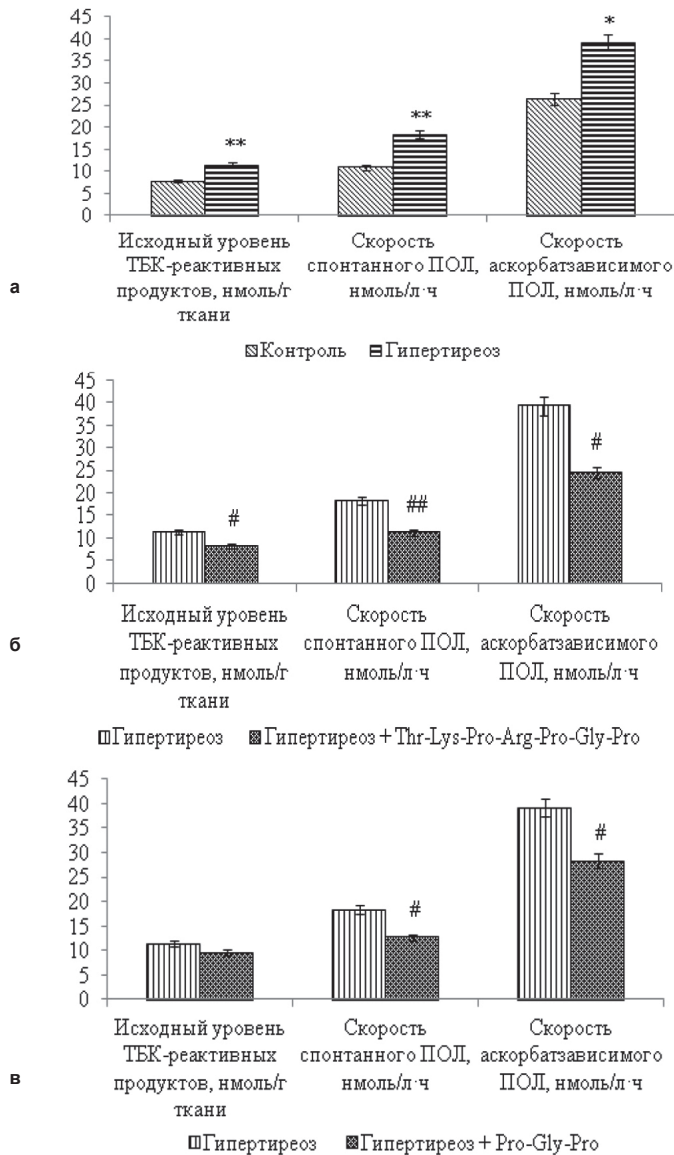 45
40
35
30
25
20
15
10
5
0
**
**
*
Исходный уровень
ТБК-реактивных
продуктов, нмоль/г
ткани
Скорость
спонтанного ПОЛ,
нмоль/л·ч
Скорость
аскорбатзависимого
ПОЛ, нмоль/л·ч
а
Контроль
Гипертиреоз
45
40
35
30
25
20
15
10
5
0
#
##
#
Исходный уровень
ТБК-реактивных
продуктов, нмоль/г
ткани
Скорость
спонтанного ПОЛ,
нмоль/л·ч
Скорость
аскорбатзависимого
ПОЛ, нмоль/л·ч
б
Гипертиреоз
Гипертиреоз + Thr-Lys-Pro-Arg-Pro-Gly-Pro
45
40
35
30
25
20
15
10
5
0
#
#
Исходный уровень
ТБК-реактивных
продуктов, нмоль/г
ткани
Скорость
спонтанного ПОЛ,
нмоль/л·ч
Скорость
аскорбатзависимого
ПОЛ, нмоль/л·ч
в
Гипертиреоз
Гипертиреоз + Pro-Gly-Pro